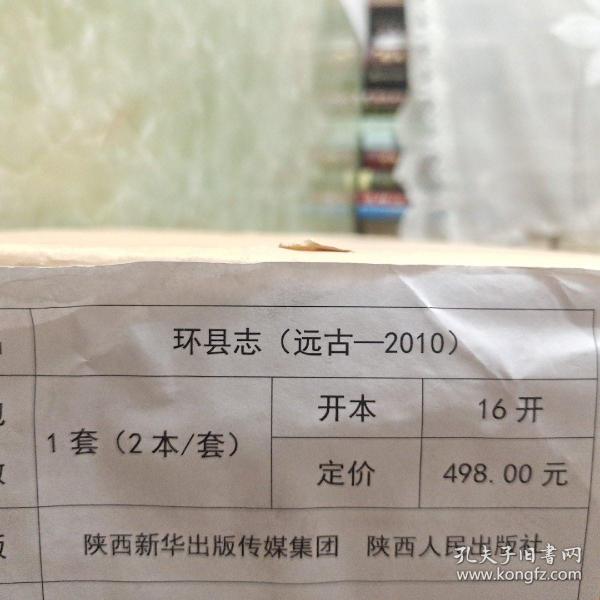 环县志（远古—2010）
1套（2本/套）
开本
16开
定价
498.00元
陕西新华出版传媒集团 陕西人民出版社
孔夫子旧书网
www.kongfz.com